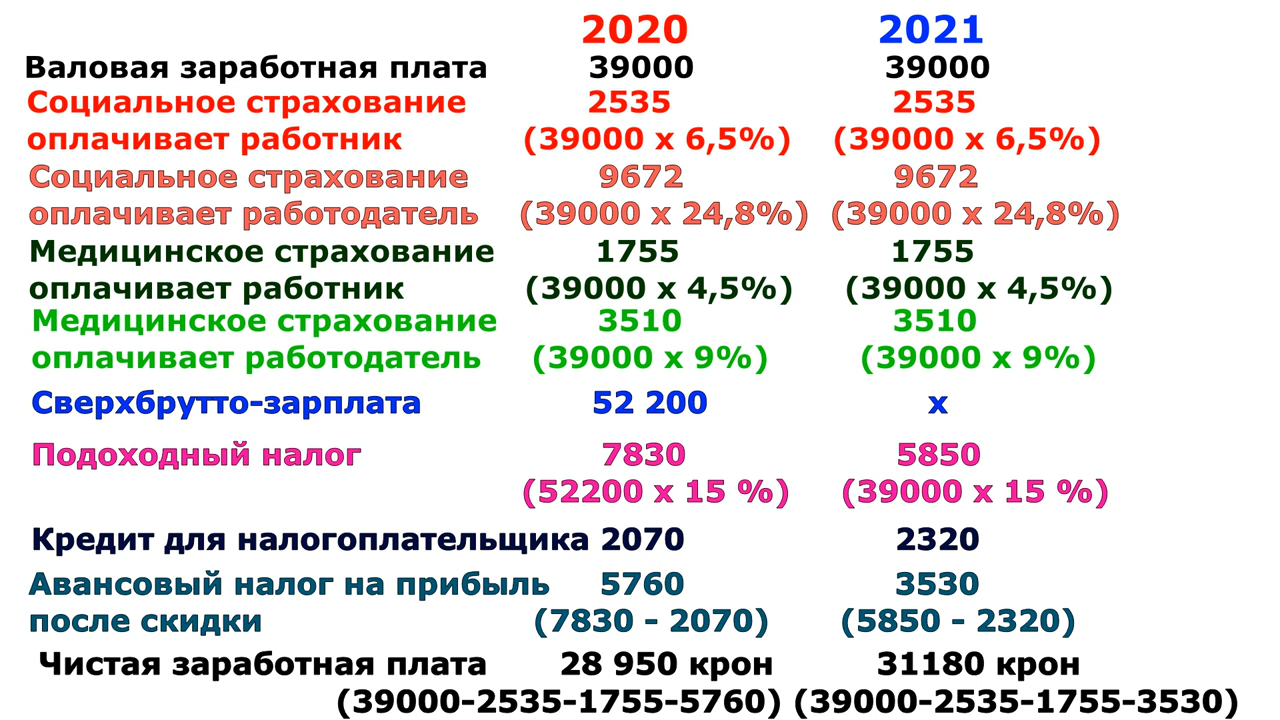 2020 2021
Валовая заработная плата 39000 39000
Социальное страхование 2535 2535
оплачивает работник (39000 x 6,5%) (39000 x 6,5%)
Социальное страхование 9672 9672
оплачивает работодатель (39000 x 24,8%) (39000 x 24,8%)
Медицинское страхование 1755 1755
оплачивает работник (39000 x 4,5%) (39000 x 4,5%)
Медицинское страхование 3510 3510
оплачивает работодатель (39000 x 9%) (39000 x 9%)
Сверхбрутто-зарплата 52 200 x
Подоходный налог 7830 5850
(52200 x 15 %) (39000 x 15 %)
Кредит для налогоплательщика 2070 2320
Авансовый налог на прибыль 5760 3530
после скидки (7830 - 2070) (5850 - 2320)
Чистая заработная плата 28 950 крон 31180 крон
(39000-2535-1755-5760) (39000-2535-1755-3530)